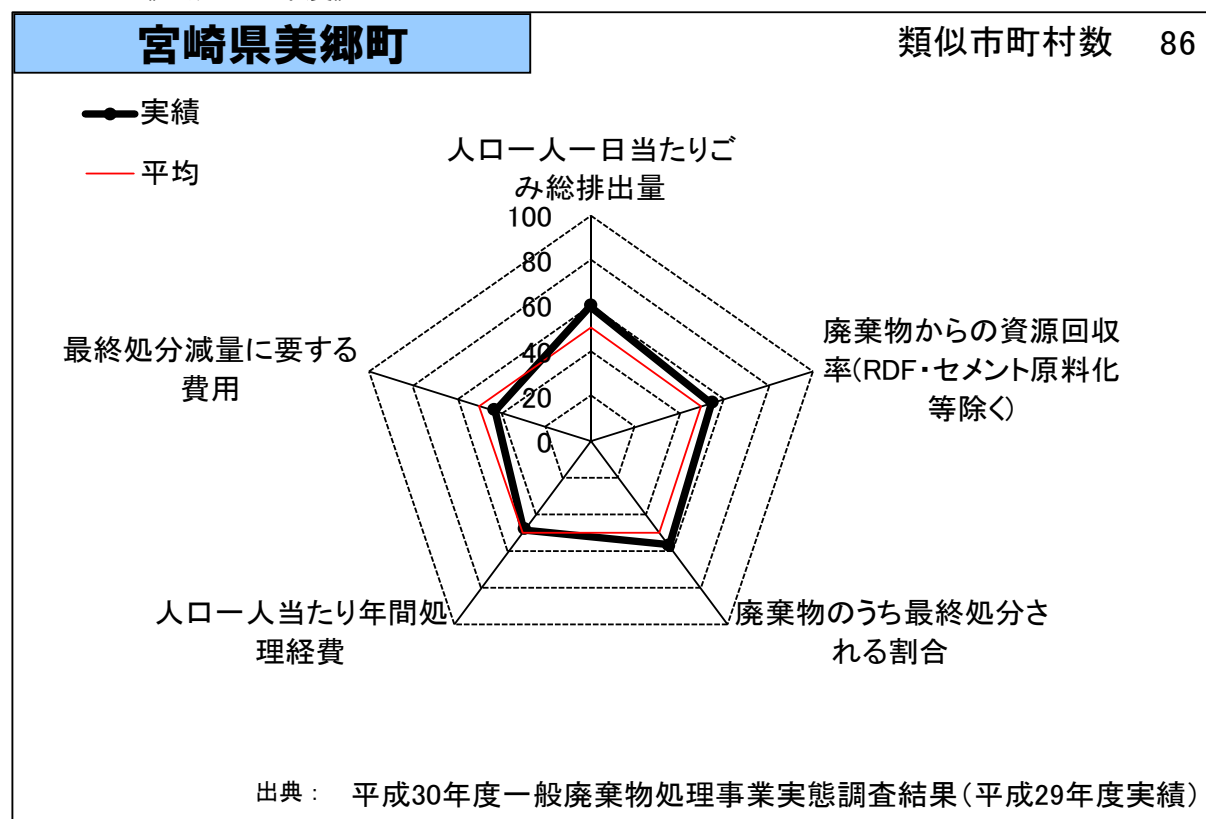 宮崎県美郷町
類似市町村数 86
実績
平均
人口一人一日当たりご
み総排出量
100
80
60
40
20
0
廃棄物からの資源回収
率(RDF・セメント原料化
等除く)
最終処分減量に要する
費用
人口一人当たり年間処
理経費
廃棄物のうち最終処分さ
れる割合
出典： 平成30年度一般廃棄物処理事業実態調査結果(平成29年度実績)